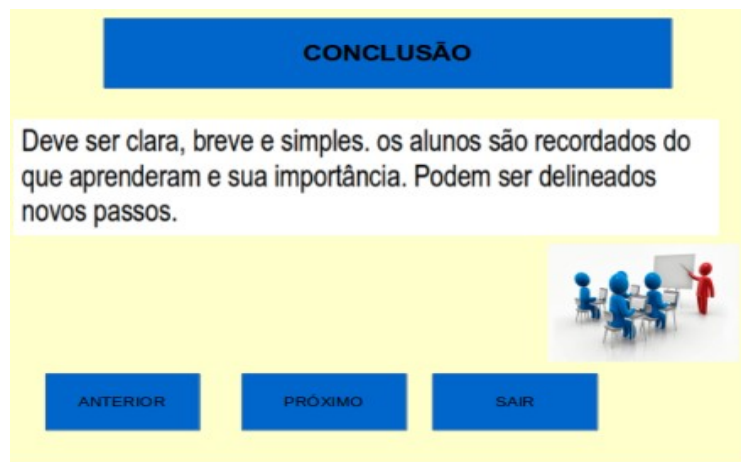 CONCLUSÃO
Deve ser clara, breve e simples. os alunos são recordados do
que aprenderam e sua importância. Podem ser delineados
novos passos.
ANTERIOR
PRÓXIMO
SAIR